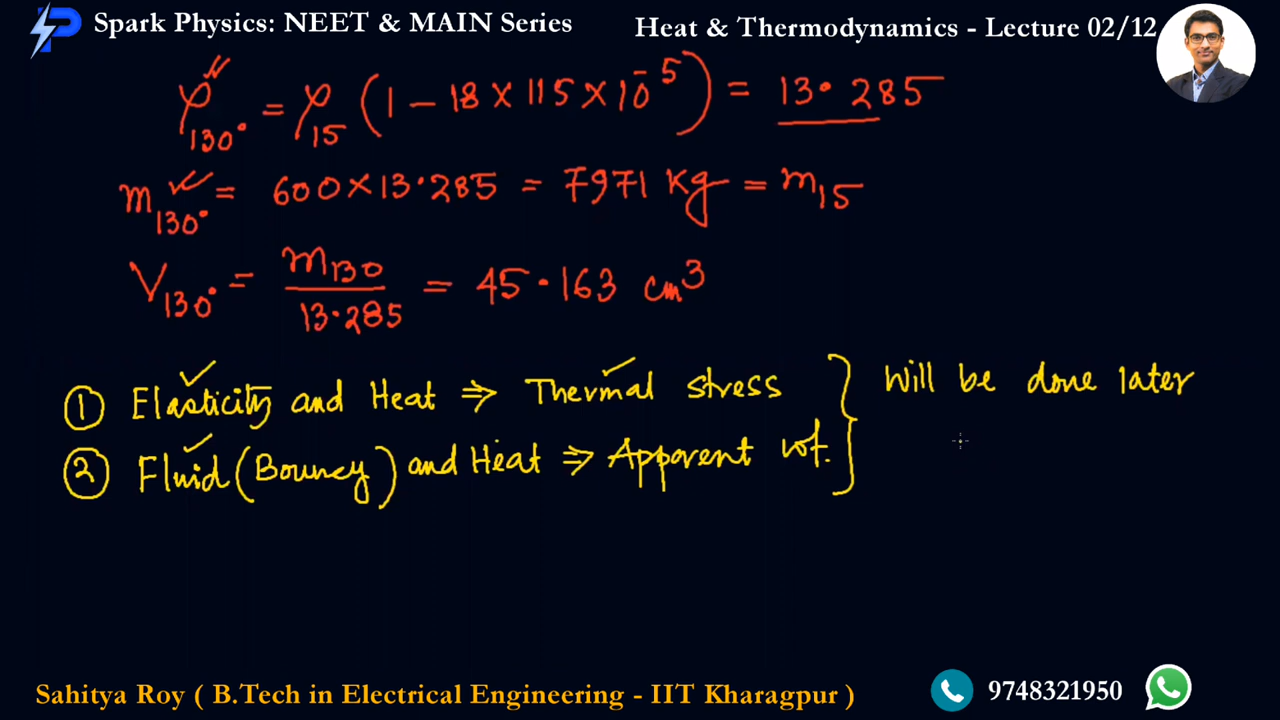 Spark Physics: NEET & MAIN Series
Heat & Thermodynamics - Lecture 02/12
ρ130° = ρ15 (1 - 18 × 115 × 10^-5) = 13.285
m130° = 600 × 13.285 = 7971 kg = m15
V130° = m130 / 13.285 = 45.163 cm³
① Elasticity and Heat ⇒ Thermal stress
② Fluid (Bouncy) and Heat ⇒ Apparent wt.
Will be done later
Sahitya Roy ( B.Tech in Electrical Engineering - IIT Kharagpur )
9748321950